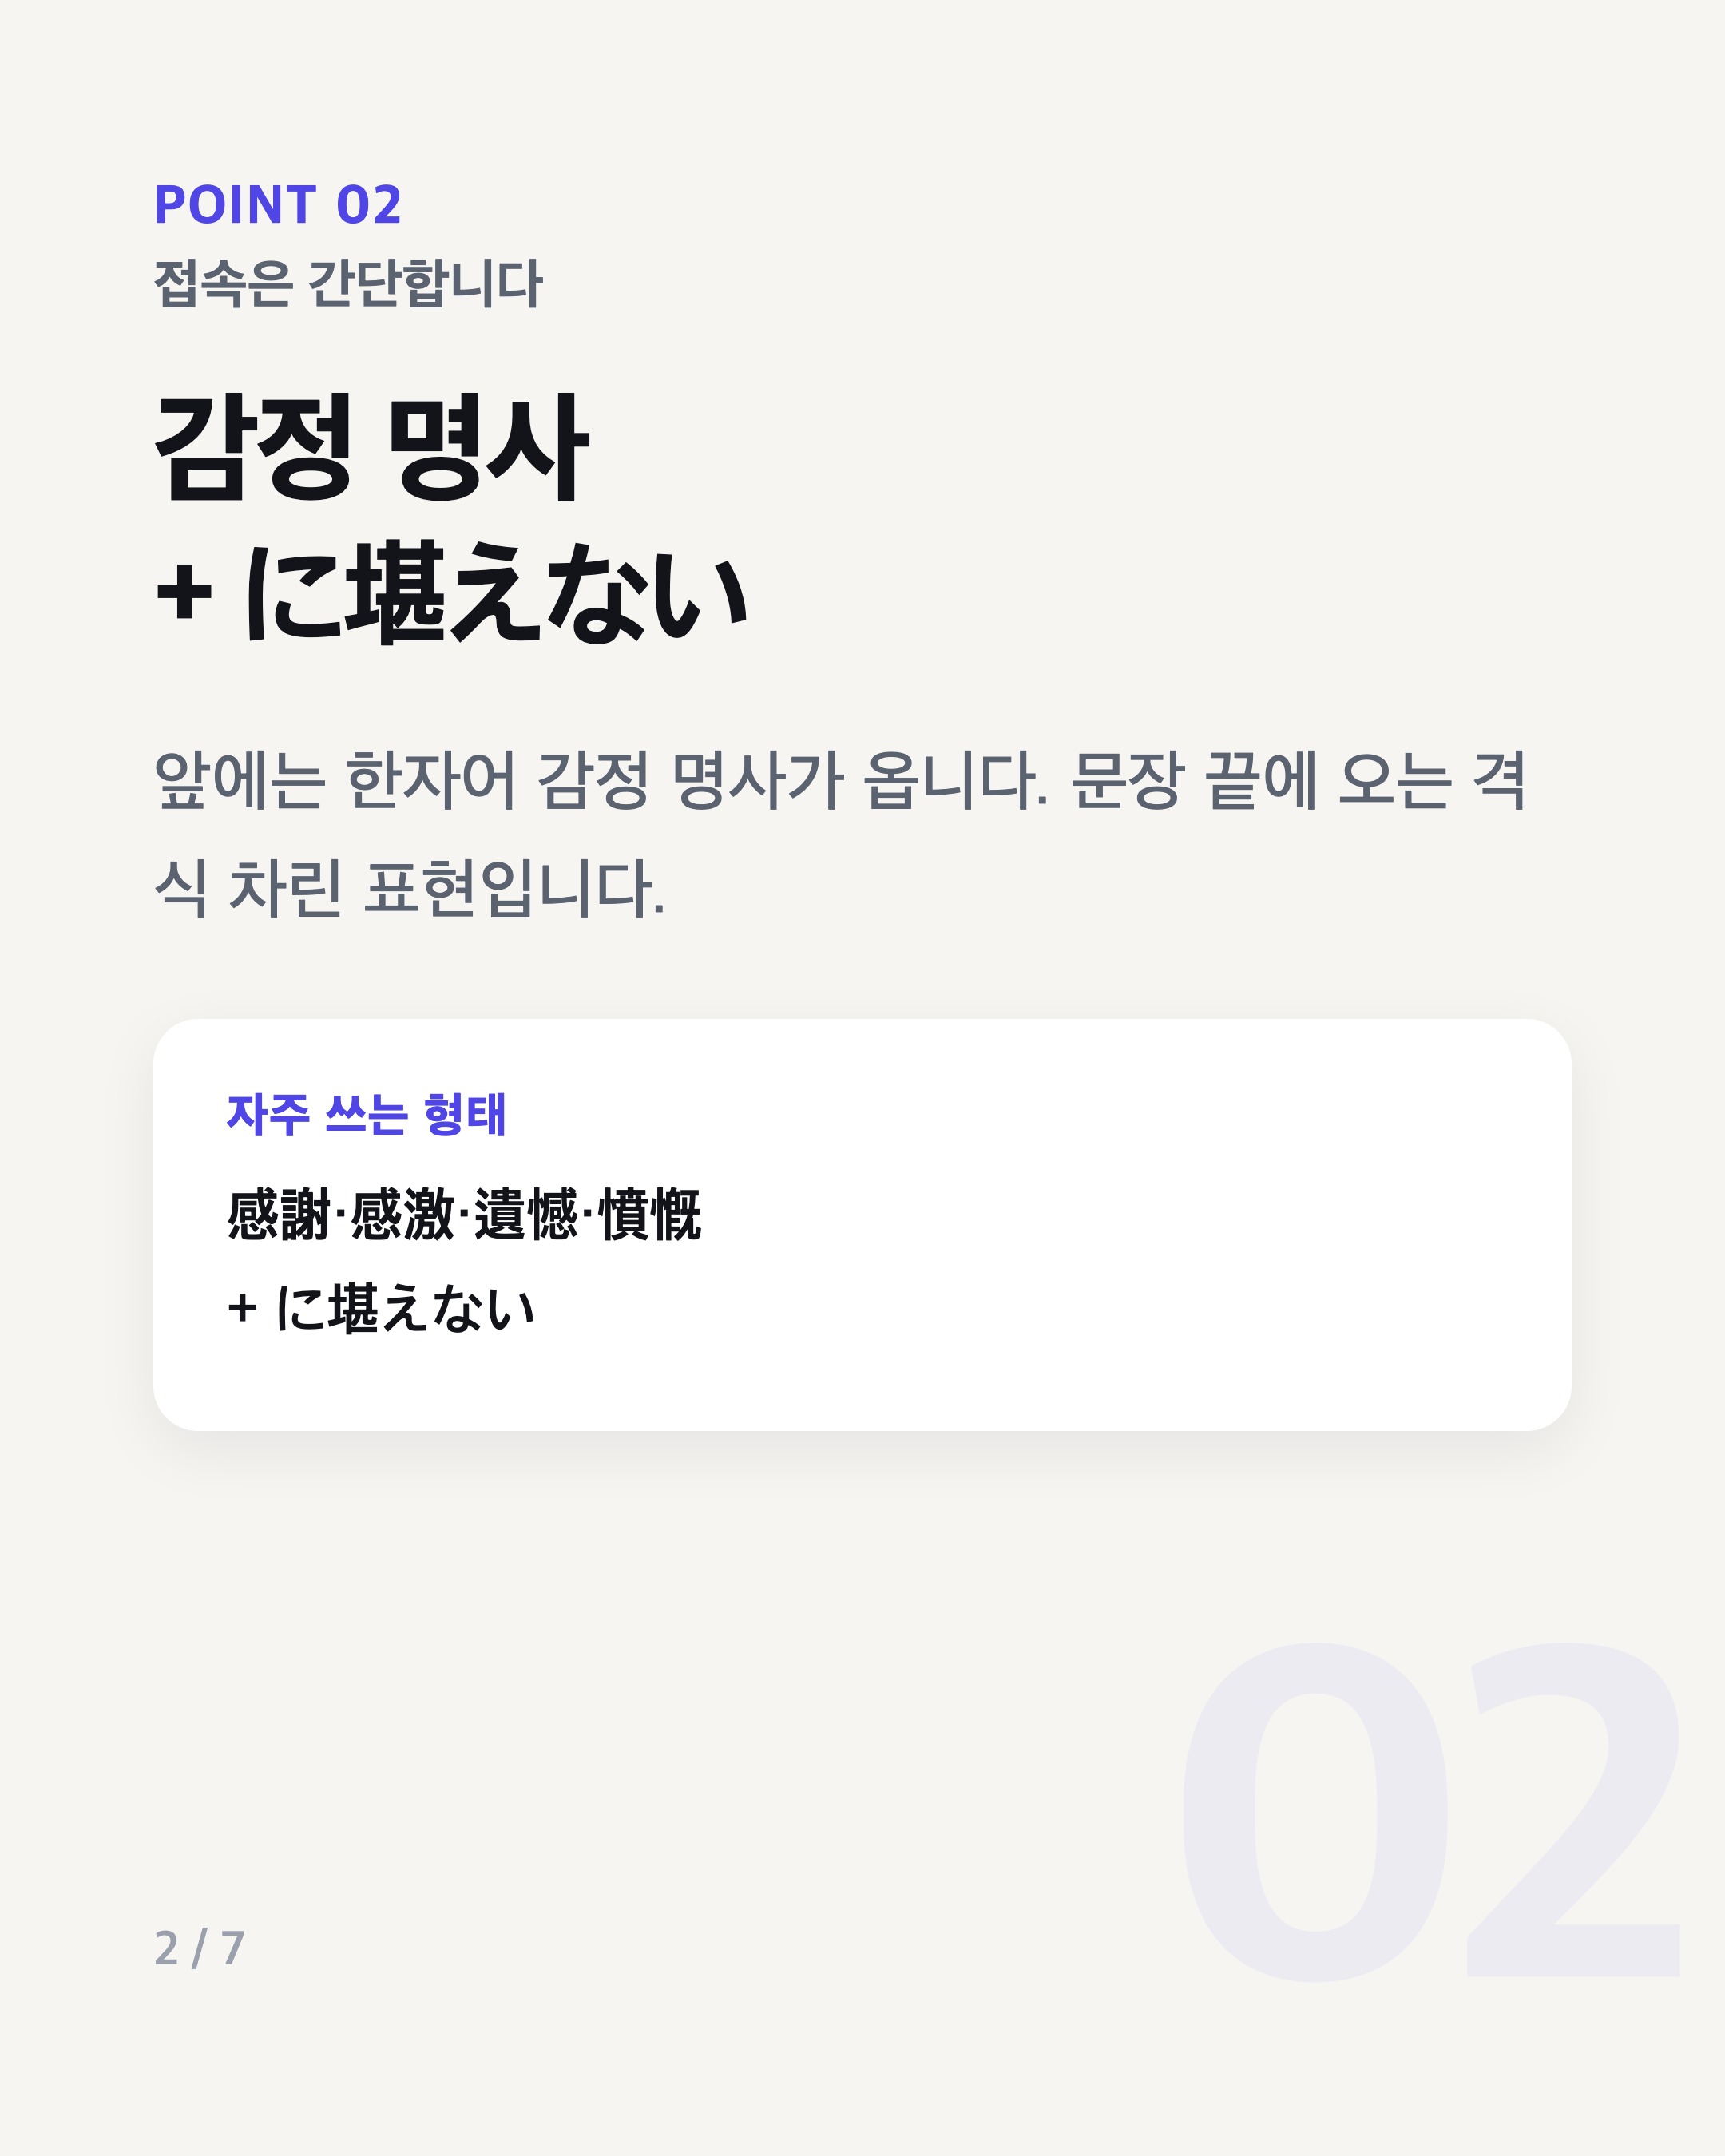 POINT 02
접속은 간단합니다
감정 명사
+ に堪えない
앞에는 한자어 감정 명사가 옵니다. 문장 끝에 오는 격
식 차린 표현입니다.
자주 쓰는 형태
感謝·感激·遺憾·憤慨
+ に堪えない
02
2 / 7